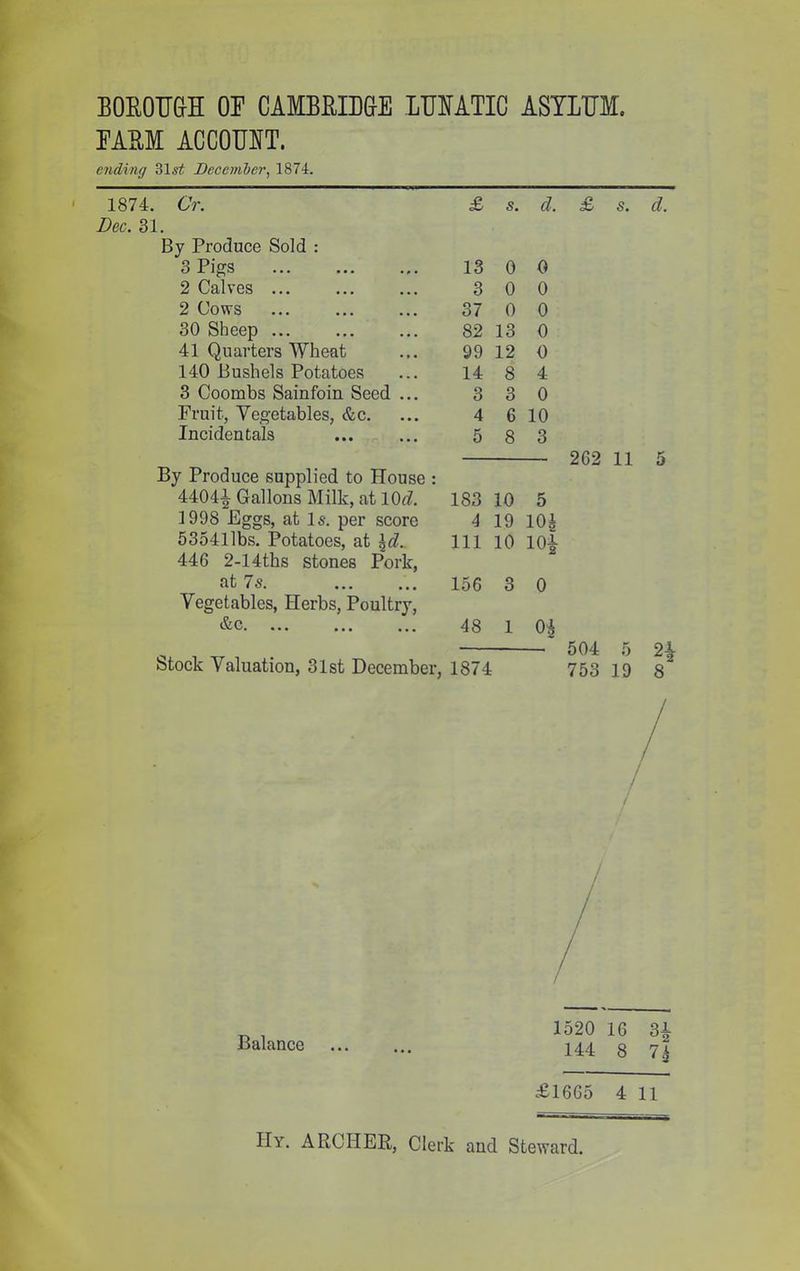 BOROUGH OF CAMBRIDGE LUNATIC ASYLUM.
FARM ACCOUNT.
ending 31st December, 1874.
1874. Cr. £ s. d. £ s. d.
Dec. 31.
By Produce Sold :
3 Pigs ... ... ... 13 0 0
2 Calves ... ... ... 3 0 0
2 Cows ... ... ... 37 0 0
30 Sheep ... ... ... 82 13 0
41 Quarters Wheat ... 99 12 0
140 Bushels Potatoes ... 14 8 4
3 Coombs Sainfoin Seed ... 3 3 0
Fruit, Vegetables, &c. ... 4 6 10
Incidentals ... ... 5 8 3
262 11 5
By Produce supplied to House :
4404½ Gallons Milk, at 10d. 183 10 5
1998 Eggs, at 1s. per score 4 19 10½
53541lbs. Potatoes, at ½d. 111 10 10½
446 2-14ths stones Pork,
at 7s. ... ... 156 3 0
Vegetables, Herbs, Poultry,
&c. ... ... ... 48 1 0½
504 5 2½
Stock Valuation, 31st December, 1874 753 19 8
1520 16 3½
Balance ... ... 144 8 7½
£1665 4 11
Hy. ARCHER, Clerk and Steward.